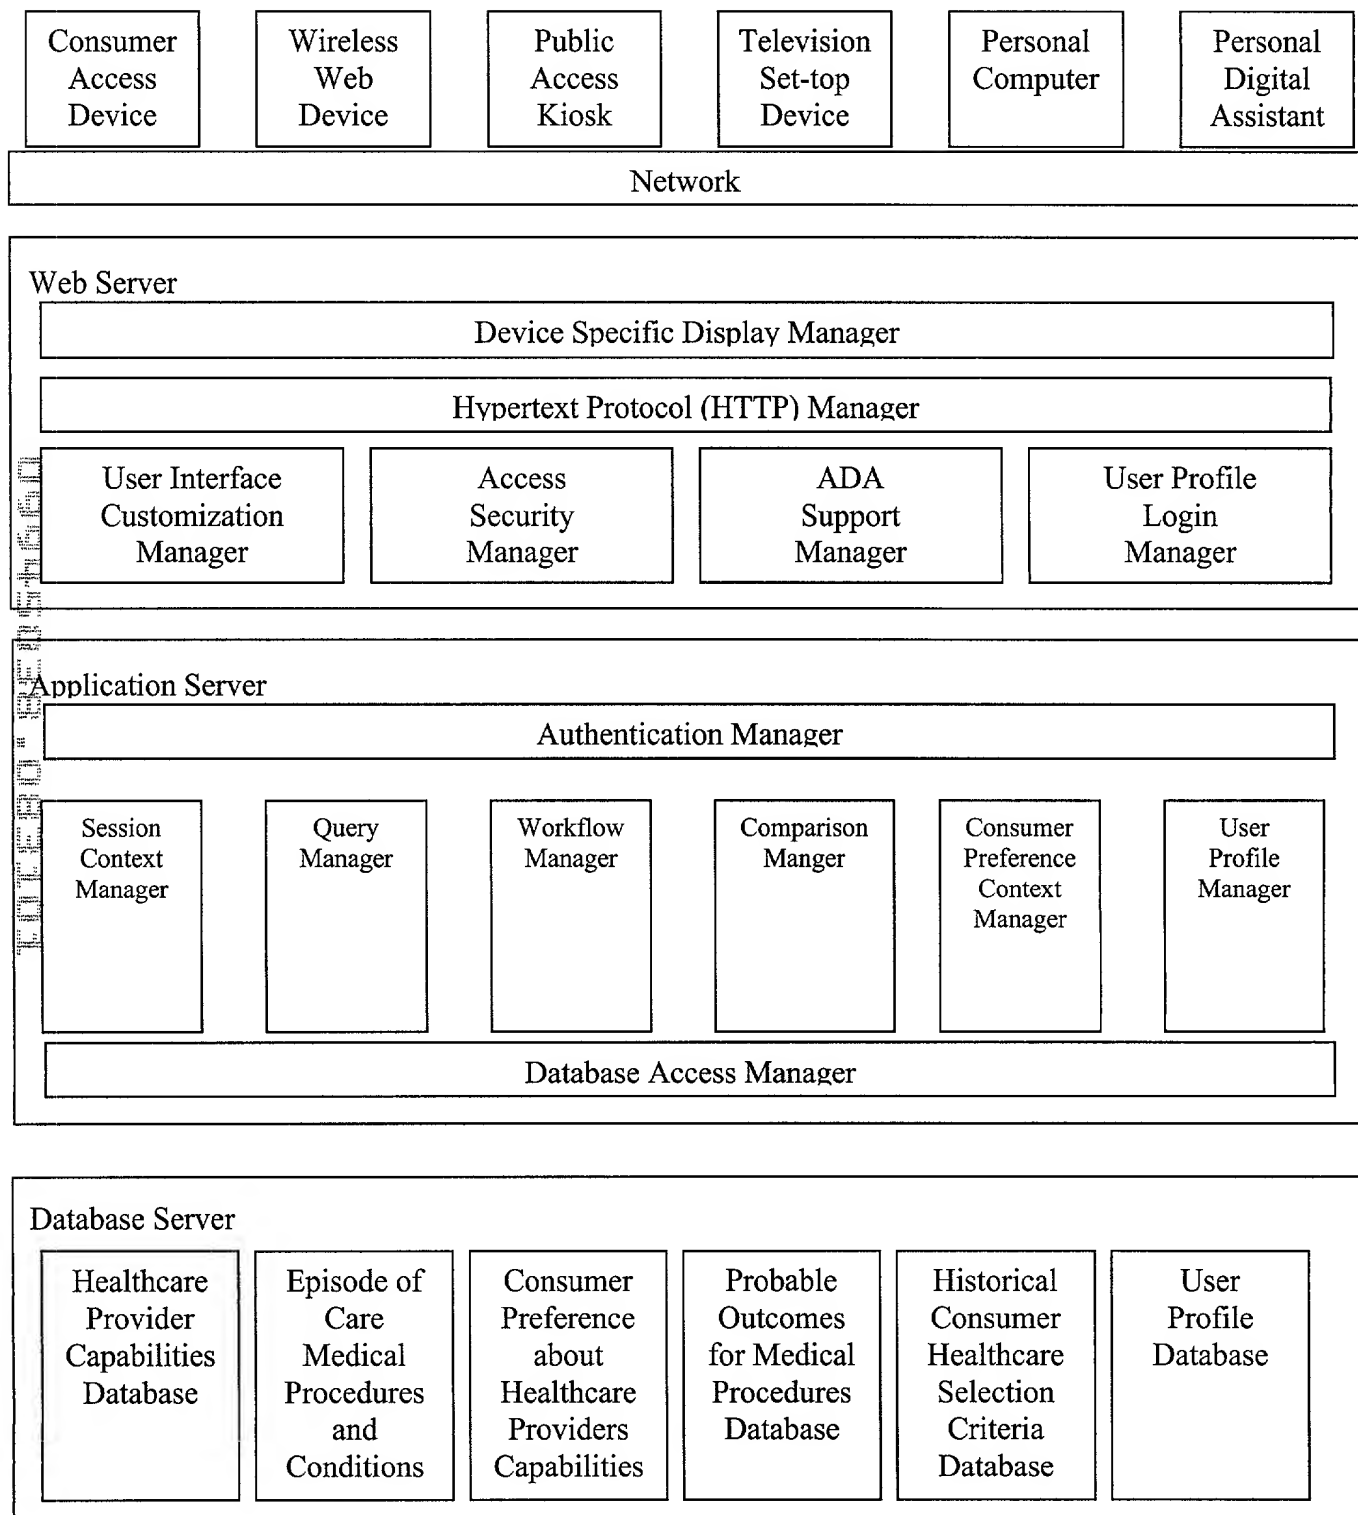 Consumer
Access
Device
Wireless
Web
Device
Public
Access
Kiosk
Television
Set-top
Device
Personal
Computer
Personal
Digital
Assistant
Network
Web Server
Device Specific Display Manager
Hypertext Protocol (HTTP) Manager
User Interface
Customization
Manager
Access
Security
Manager
ADA
Support
Manager
User Profile
Login
Manager
Application Server
Authentication Manager
Session
Context
Manager
Query
Manager
Workflow
Manager
Comparison
Manger
Consumer
Preference
Context
Manager
User
Profile
Manager
Database Access Manager
Database Server
Healthcare
Provider
Capabilities
Database
Episode of
Care
Medical
Procedures
and
Conditions
Consumer
Preference
about
Healthcare
Providers
Capabilities
Probable
Outcomes
for Medical
Procedures
Database
Historical
Consumer
Healthcare
Selection
Criteria
Database
User
Profile
Database